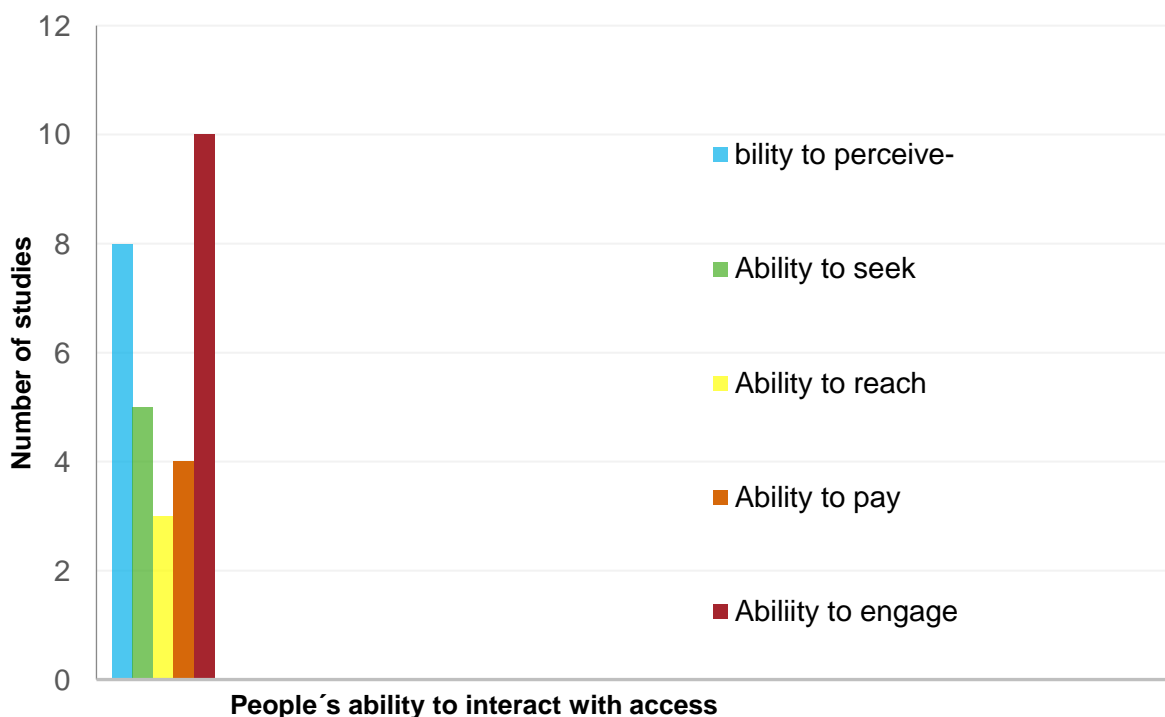 12
10
8
6
4
2
0
Number of studies
People´s ability to interact with access
bility to perceive-
Ability to seek
Ability to reach
Ability to pay
Abiliity to engage